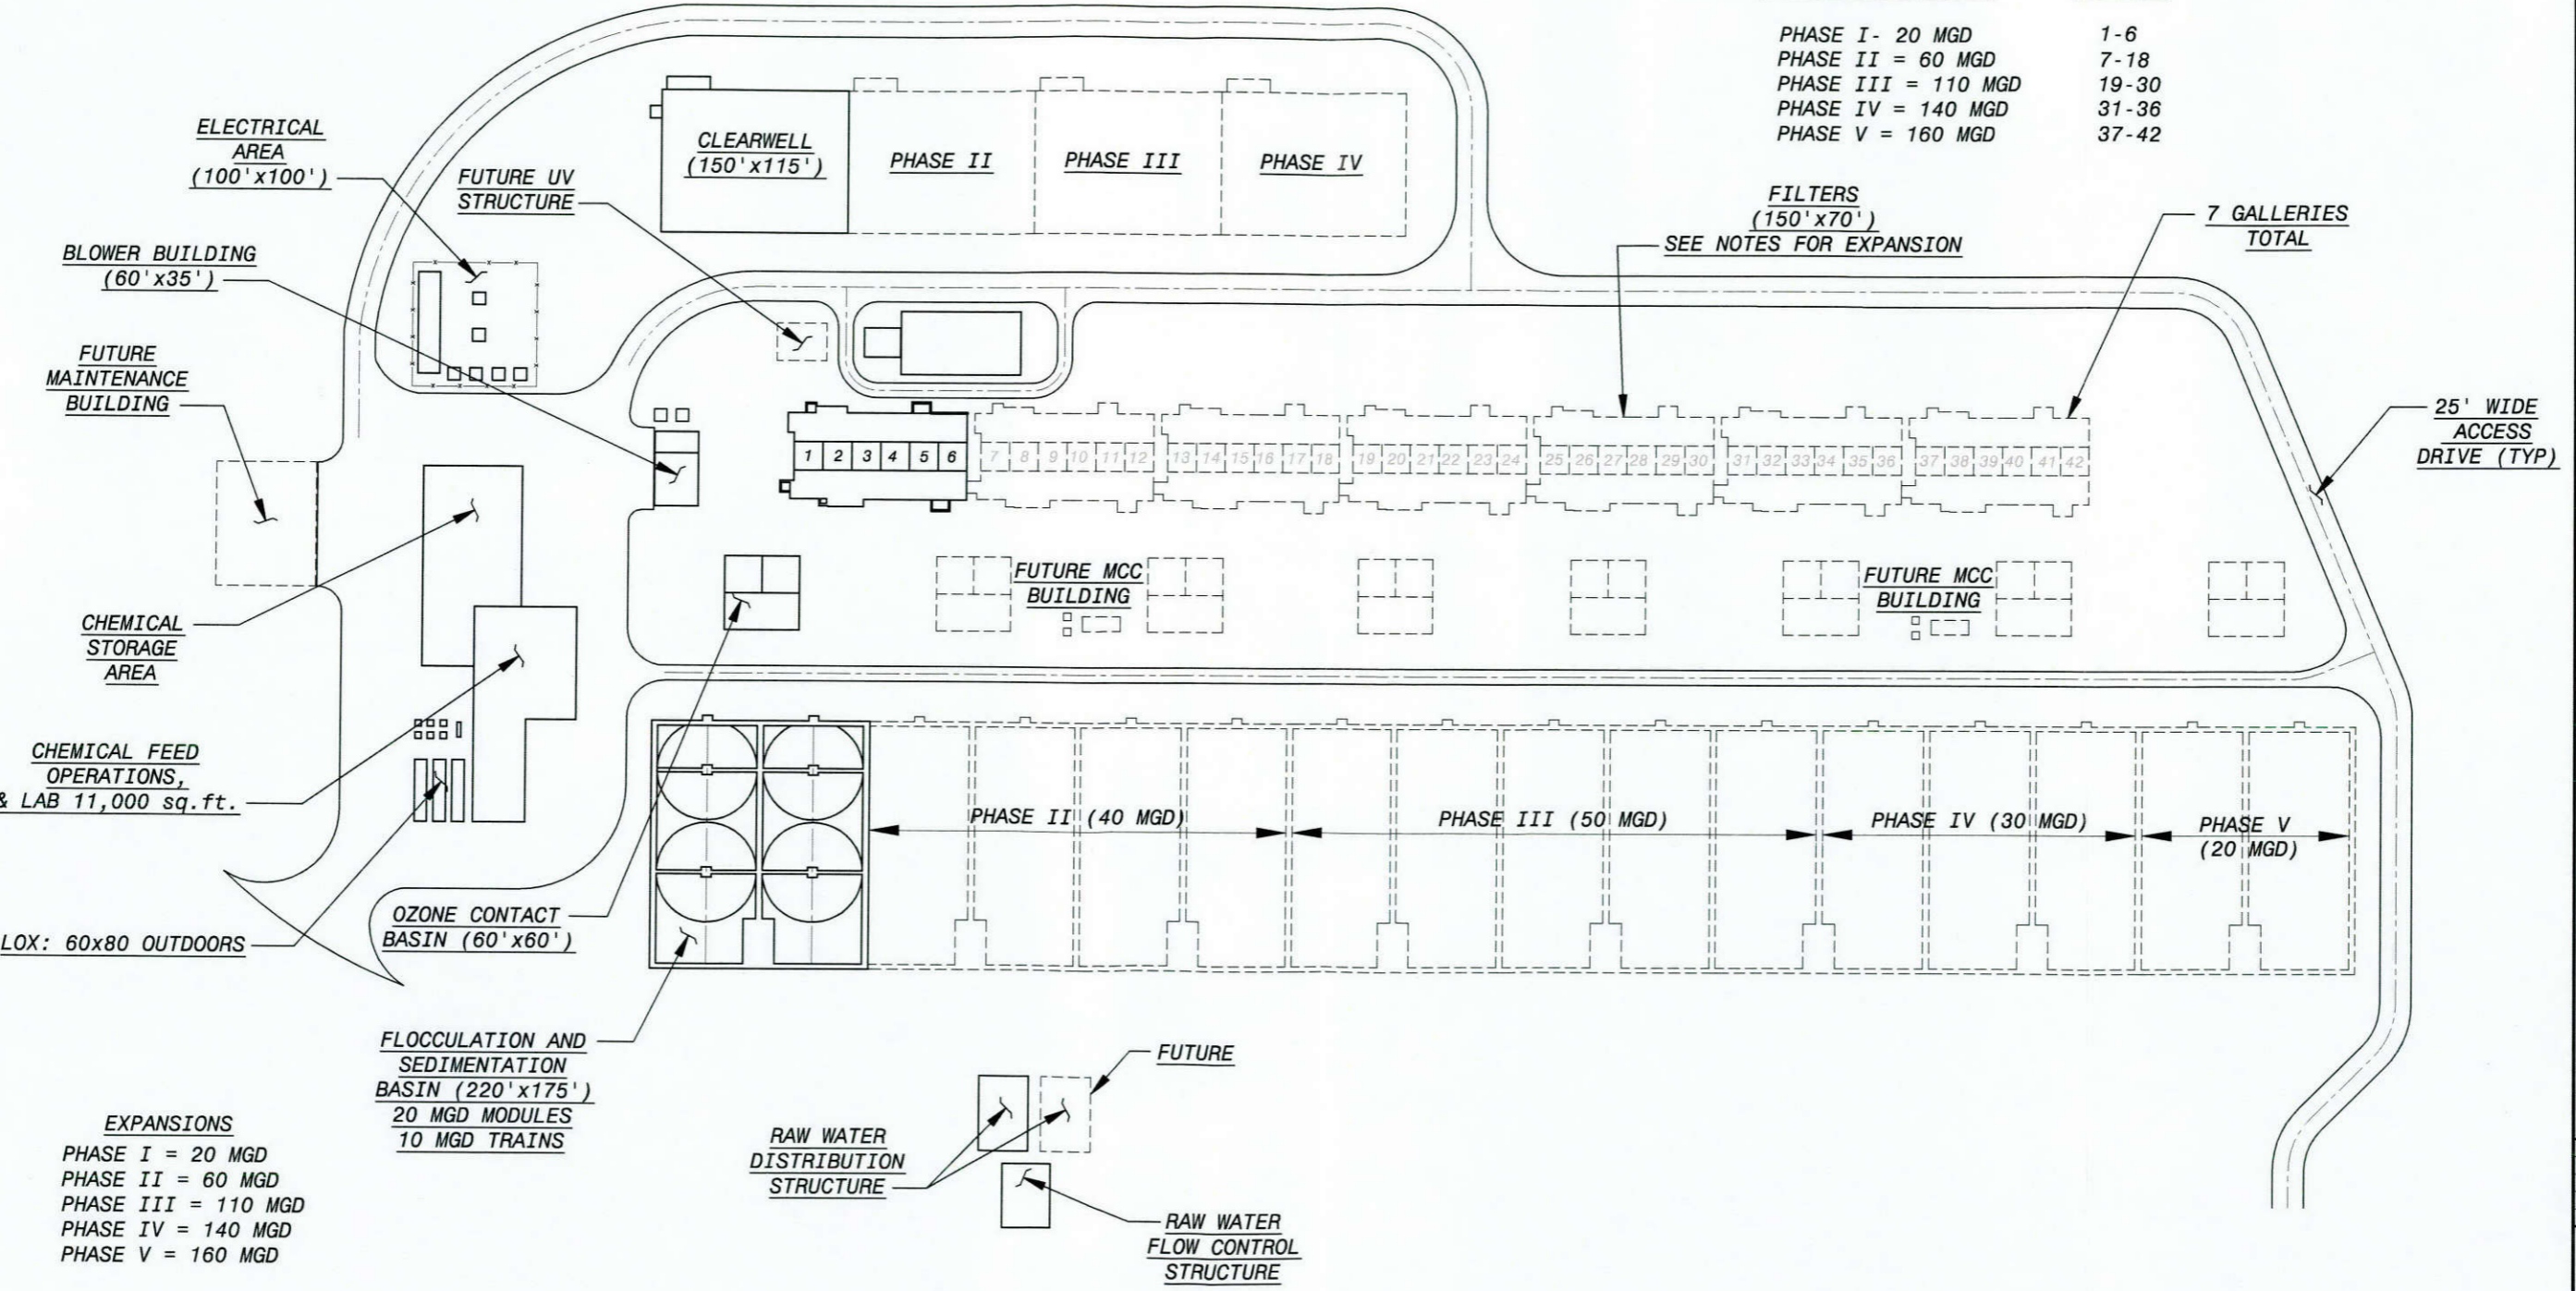 PHASE I- 20 MGD 1-6
PHASE II = 60 MGD 7-18
PHASE III = 110 MGD 19-30
PHASE IV = 140 MGD 31-36
PHASE V = 160 MGD 37-42
ELECTRICAL
AREA
(100'x100')
FUTURE UV
STRUCTURE
CLEARWELL
(150'x115')
PHASE II
PHASE III
PHASE IV
FILTERS
(150'x70')
SEE NOTES FOR EXPANSION
7 GALLERIES
TOTAL
BLOWER BUILDING
(60'x35')
FUTURE
MAINTENANCE
BUILDING
25' WIDE
ACCESS
DRIVE (TYP)
1 2 3 4 5 6 7 8 9 10 11 12 13 14 15 16 17 18 19 20 21 22 23 24 25 26 27 28 29 30 31 32 33 34 35 36 37 38 39 40 41 42
FUTURE MCC
BUILDING
FUTURE MCC
BUILDING
CHEMICAL
STORAGE
AREA
CHEMICAL FEED
OPERATIONS,
& LAB 11,000 sq.ft.
PHASE II (40 MGD)
PHASE III (50 MGD)
PHASE IV (30 MGD)
PHASE V
(20 MGD)
LOX: 60x80 OUTDOORS
OZONE CONTACT
BASIN (60'x60')
FLOCCULATION AND
SEDIMENTATION
BASIN (220'x175')
20 MGD MODULES
10 MGD TRAINS
FUTURE
RAW WATER
DISTRIBUTION
STRUCTURE
RAW WATER
FLOW CONTROL
STRUCTURE
EXPANSIONS
PHASE I = 20 MGD
PHASE II = 60 MGD
PHASE III = 110 MGD
PHASE IV = 140 MGD
PHASE V = 160 MGD